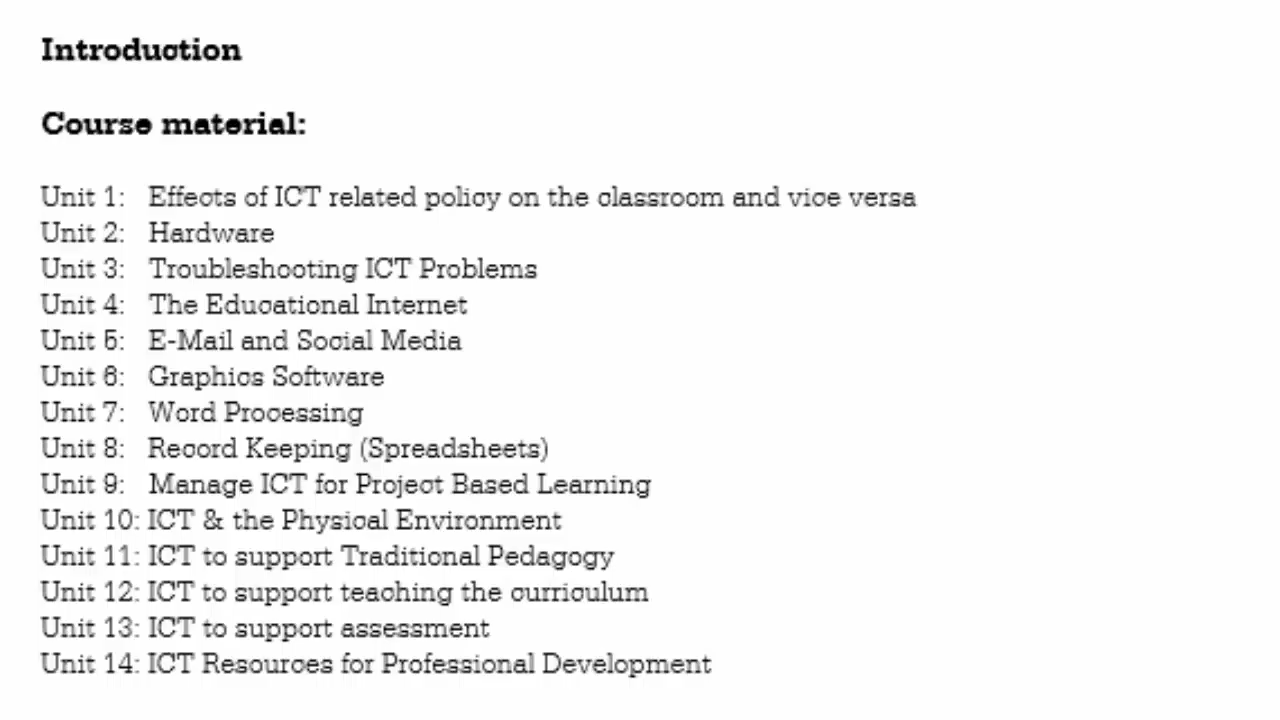 Introduction
Course material:
Unit 1: Effects of ICT related policy on the classroom and vice versa
Unit 2: Hardware
Unit 3: Troubleshooting ICT Problems
Unit 4: The Educational Internet
Unit 5: E-Mail and Social Media
Unit 6: Graphics Software
Unit 7: Word Processing
Unit 8: Record Keeping (Spreadsheets)
Unit 9: Manage ICT for Project Based Learning
Unit 10: ICT & the Physical Environment
Unit 11: ICT to support Traditional Pedagogy
Unit 12: ICT to support teaching the curriculum
Unit 13: ICT to support assessment
Unit 14: ICT Resources for Professional Development